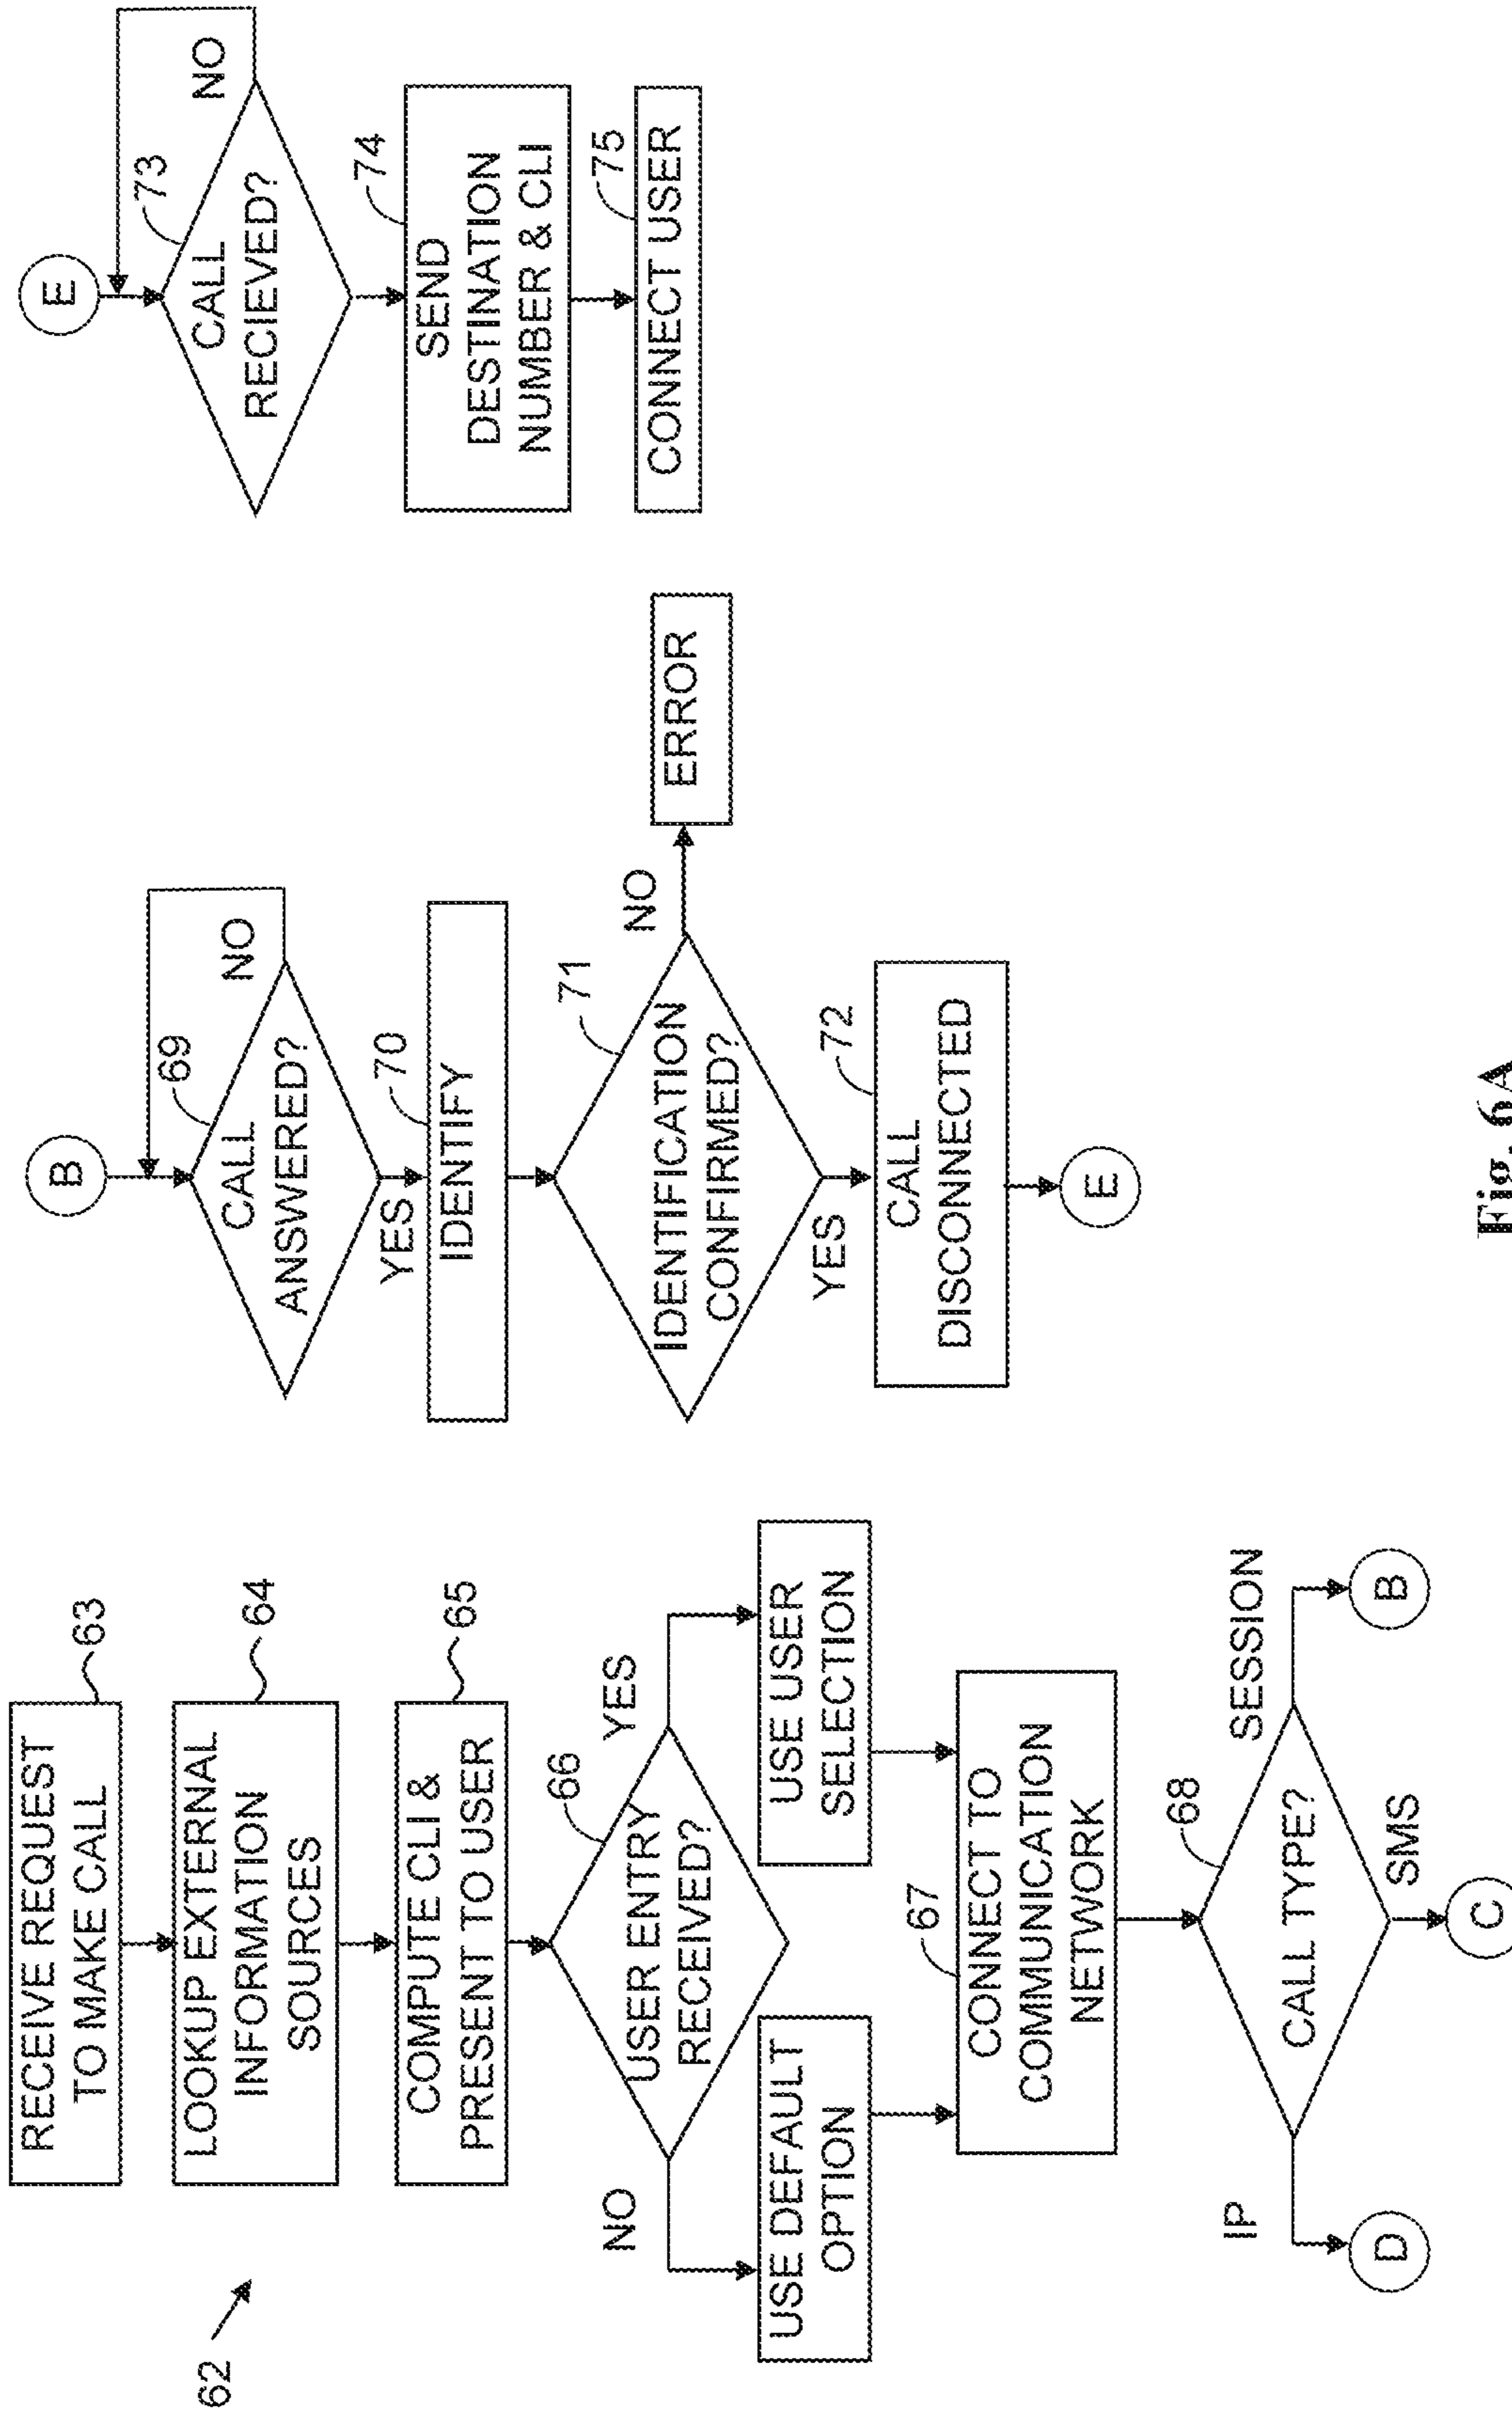 62
RECEIVE REQUEST
TO MAKE CALL
63
LOOKUP EXTERNAL
INFORMATION
SOURCES
64
COMPUTE CLI &
PRESENT TO USER
65
USER ENTRY
RECEIVED?
66
NO
YES
USE DEFAULT
OPTION
USE USER
SELECTION
67
CONNECT TO
COMMUNICATION
NETWORK
68
CALL TYPE?
IP
SMS
SESSION
D
C
B
B
CALL
ANSWERED?
69
NO
YES
70
IDENTIFY
IDENTIFICATION
CONFIRMED?
71
NO
ERROR
YES
72
CALL
DISCONNECTED
E
E
CALL
RECIEVED?
73
NO
74
SEND
DESTINATION
NUMBER & CLI
75
CONNECT USER
Fig. 6A